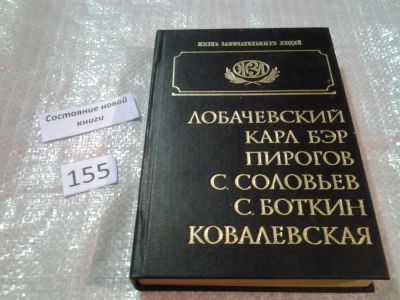 ЖИЗНЬ ЗАМЕЧАТЕЛЬНЫХ ЛЮДЕЙ
ЖЗЛ
ЛОБАЧЕВСКИЙ
КАРЛ БЭР
ПИРОГОВ
С. СОЛОВЬЕВ
С. БОТКИН
КОВАЛЕВСКАЯ
Состояние новой
книги
155